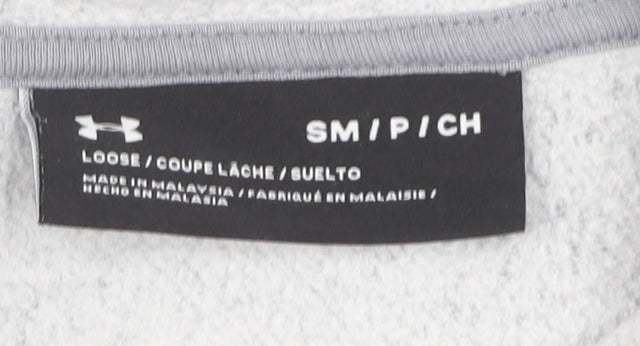 SM / P / CH
LOOSE / COUPE LÂCHE / SUELTO
MADE IN MALAYSIA / FABRIQUÉ EN MALAISIE /
HECHO EN MALASIA